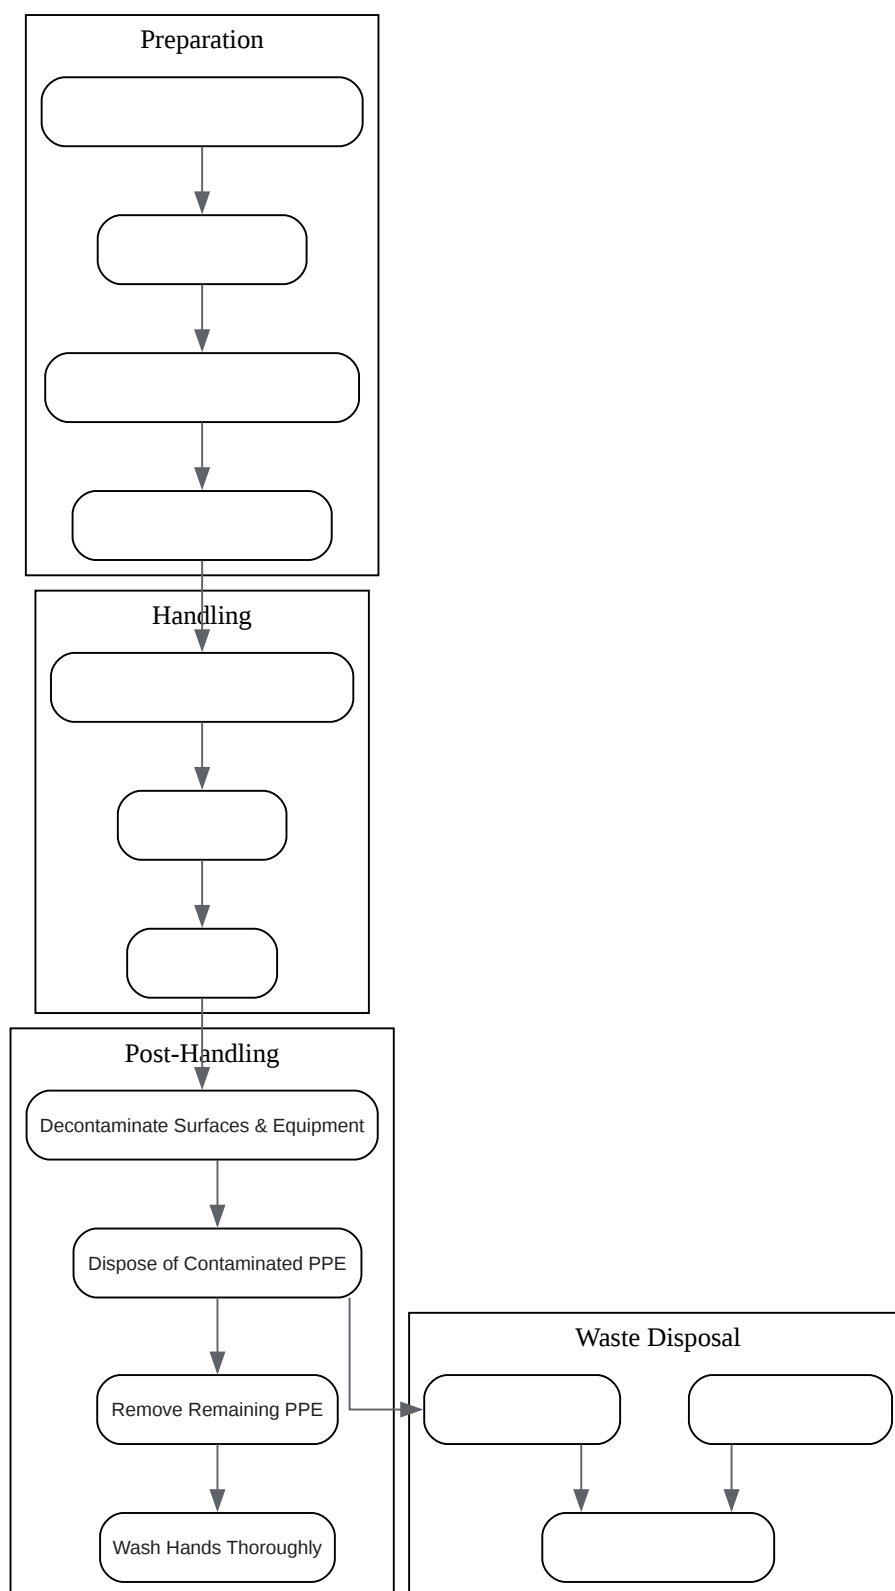 Preparation
Handling
Post-Handling
Decontaminate Surfaces & Equipment
Dispose of Contaminated PPE
Waste Disposal
Remove Remaining PPE
Wash Hands Thoroughly